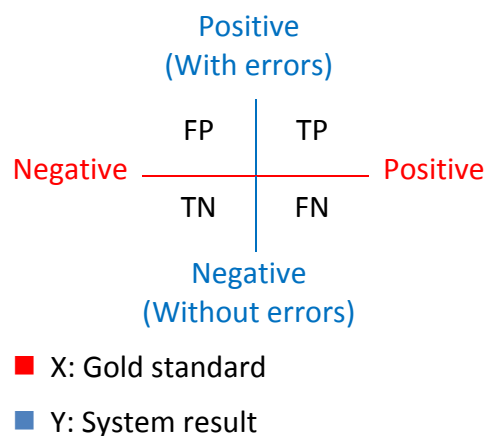 Positive
(With errors)
FP TP
Negative Positive
TN FN
Negative
(Without errors)
X: Gold standard
Y: System result